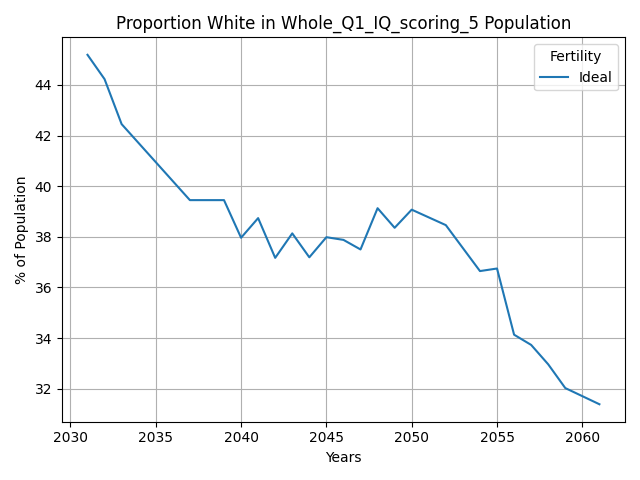 Proportion White in Whole_Q1_IQ_scoring_5 Population
Fertility
Ideal
% of Population
44
42
40
38
36
34
32
2030 2035 2040 2045 2050 2055 2060
Years